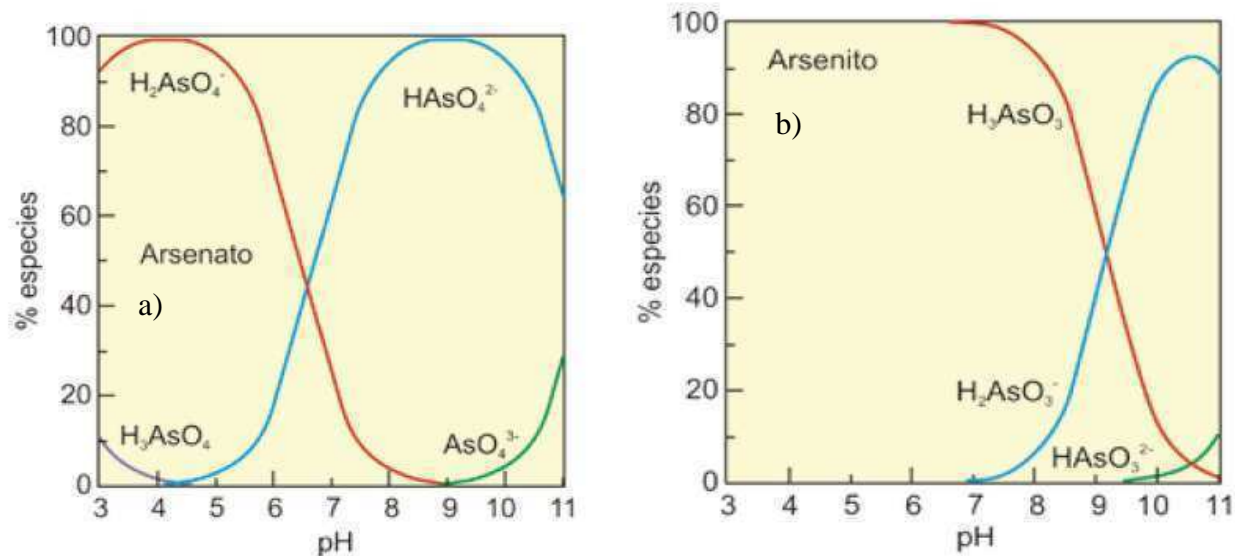 100
80
60
40
20
0
% especies
H₂AsO₄⁻
HAsO₄²⁻
Arsenato
a)
H₃AsO₄
AsO₄³⁻
3 4 5 6 7 8 9 10 11
pH
100
80
60
40
20
0
% especies
Arsenito
b)
H₃AsO₃
H₂AsO₃⁻
HAsO₃²⁻
3 4 5 6 7 8 9 10 11
pH